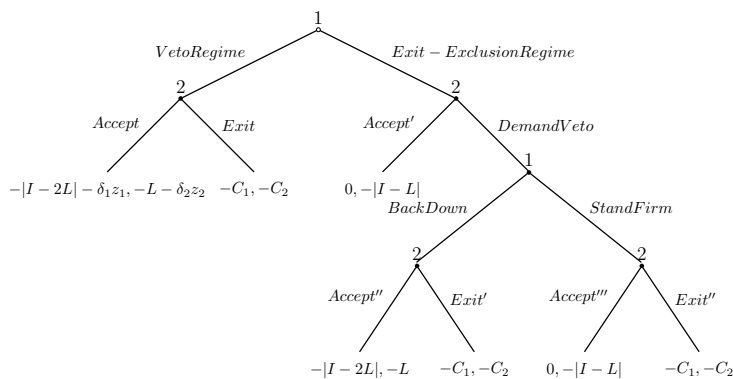 1
VetoRegime
Exit − ExclusionRegime
2
2
Accept
Exit
Accept′
DemandVeto
−|I − 2L| − δ₁z₁, −L − δ₂z₂
−C₁, −C₂
0, −|I − L|
1
BackDown
StandFirm
2
2
Accept′′
Exit′
Accept′′′
Exit′′
−|I − 2L|, −L
−C₁, −C₂
0, −|I − L|
−C₁, −C₂